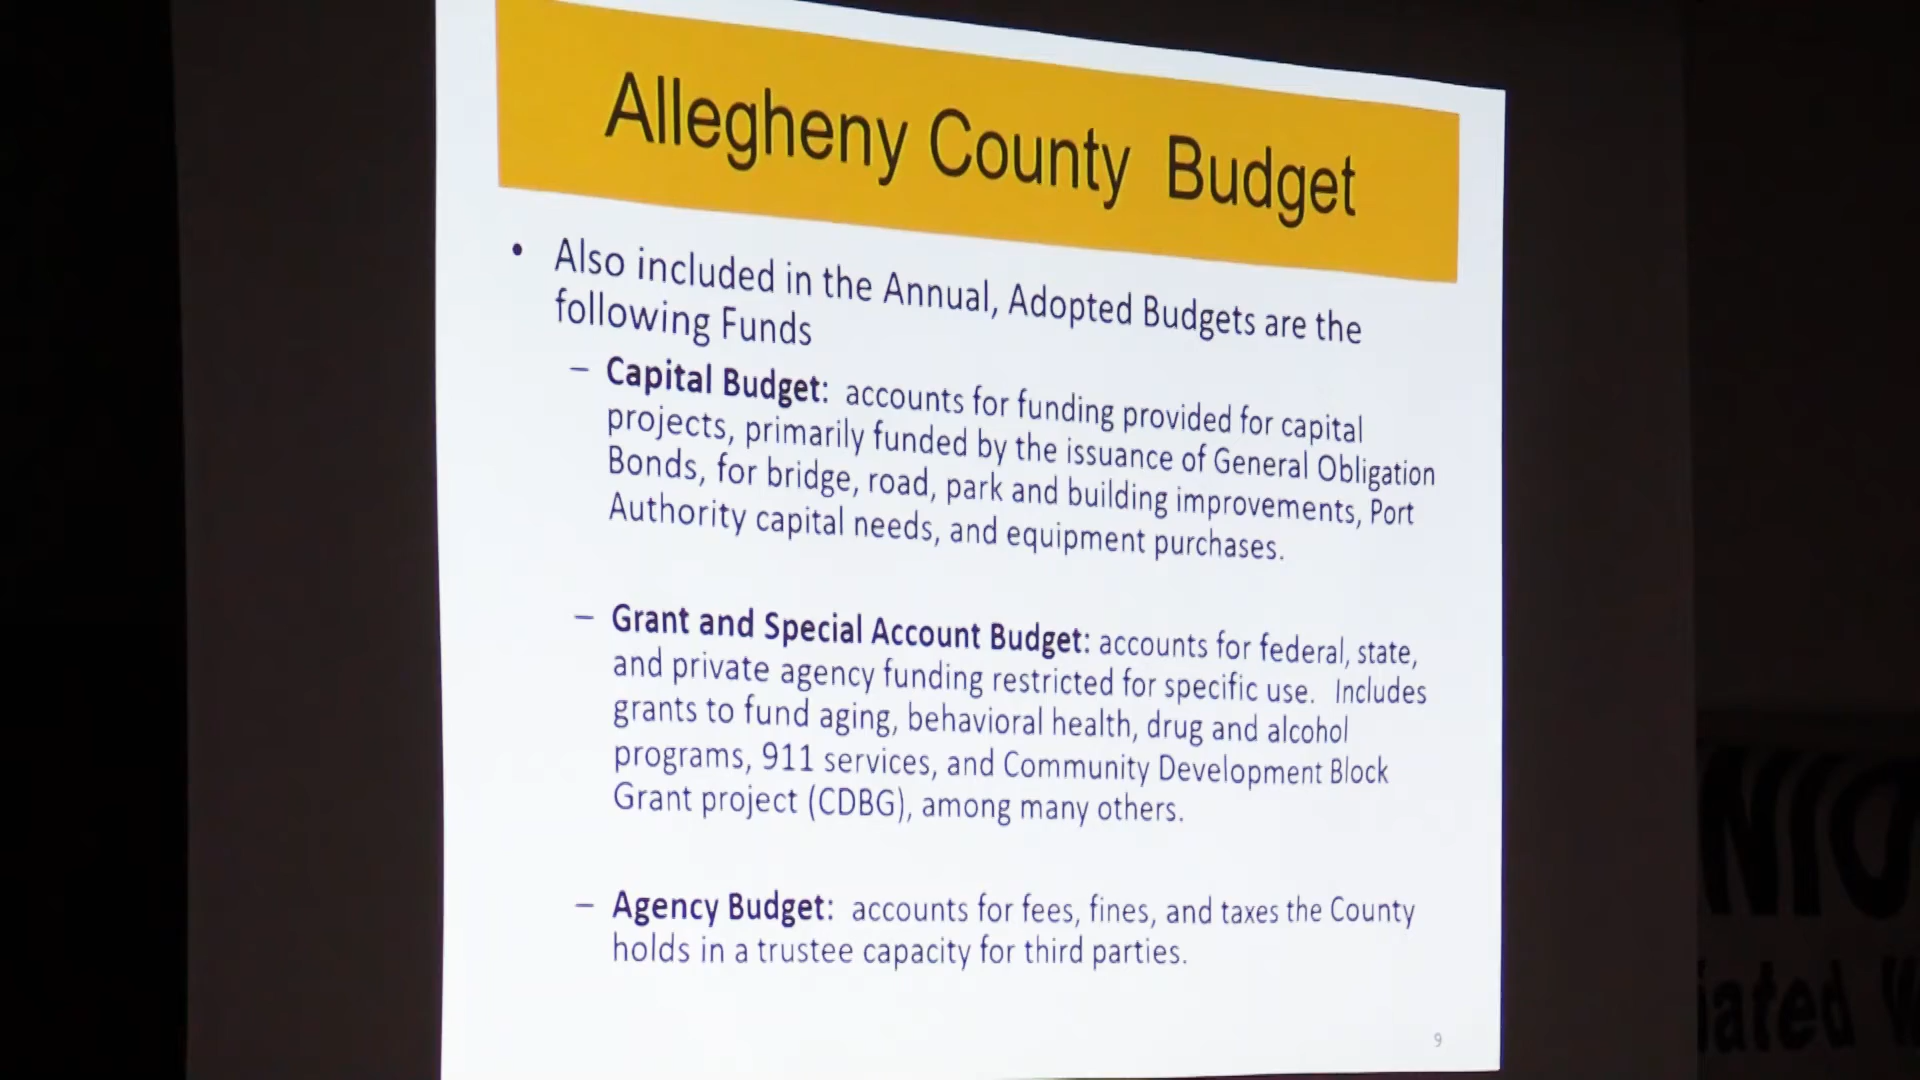 Allegheny County Budget
• Also included in the Annual, Adopted Budgets are the
following Funds
– Capital Budget: accounts for funding provided for capital
projects, primarily funded by the issuance of General Obligation
Bonds, for bridge, road, park and building improvements, Port
Authority capital needs, and equipment purchases.
– Grant and Special Account Budget: accounts for federal, state,
and private agency funding restricted for specific use. Includes
grants to fund aging, behavioral health, drug and alcohol
programs, 911 services, and Community Development Block
Grant project (CDBG), among many others.
– Agency Budget: accounts for fees, fines, and taxes the County
holds in a trustee capacity for third parties.
9